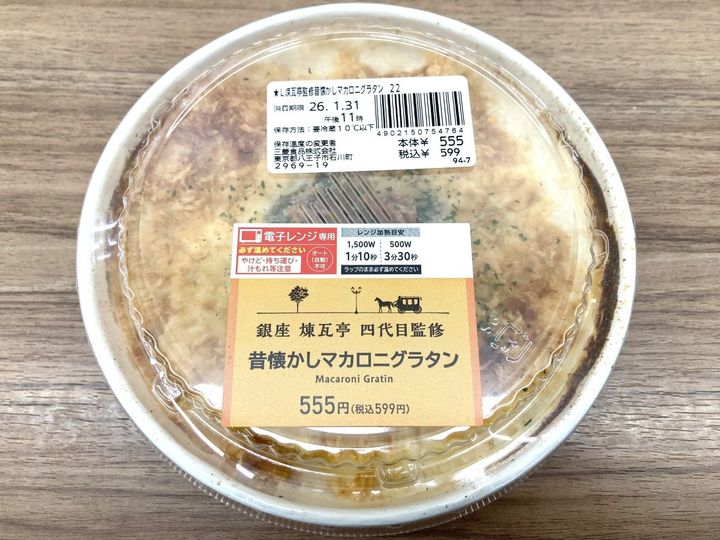 ★L煉瓦亭監修昔懐かしマカロニグラタン 22
消費期限 26.1.31
午後11時
保存方法:要冷蔵10℃以下
4902150754764
保存温度の変更者
三菱食品株式会社
東京都八王子市石川町
2969-19
本体¥ 555
税込¥ 599
94-7
電子レンジ専用
必ず温めてください
やけど・持ち運び・
汁もれ等注意
オート
(自動)
不可
レンジ加熱目安
1,500W 500W
1分10秒 3分30秒
ラップのまま必ず温めてください
銀座 煉瓦亭 四代目監修
昔懐かしマカロニグラタン
Macaroni Gratin
555円(税込599円)